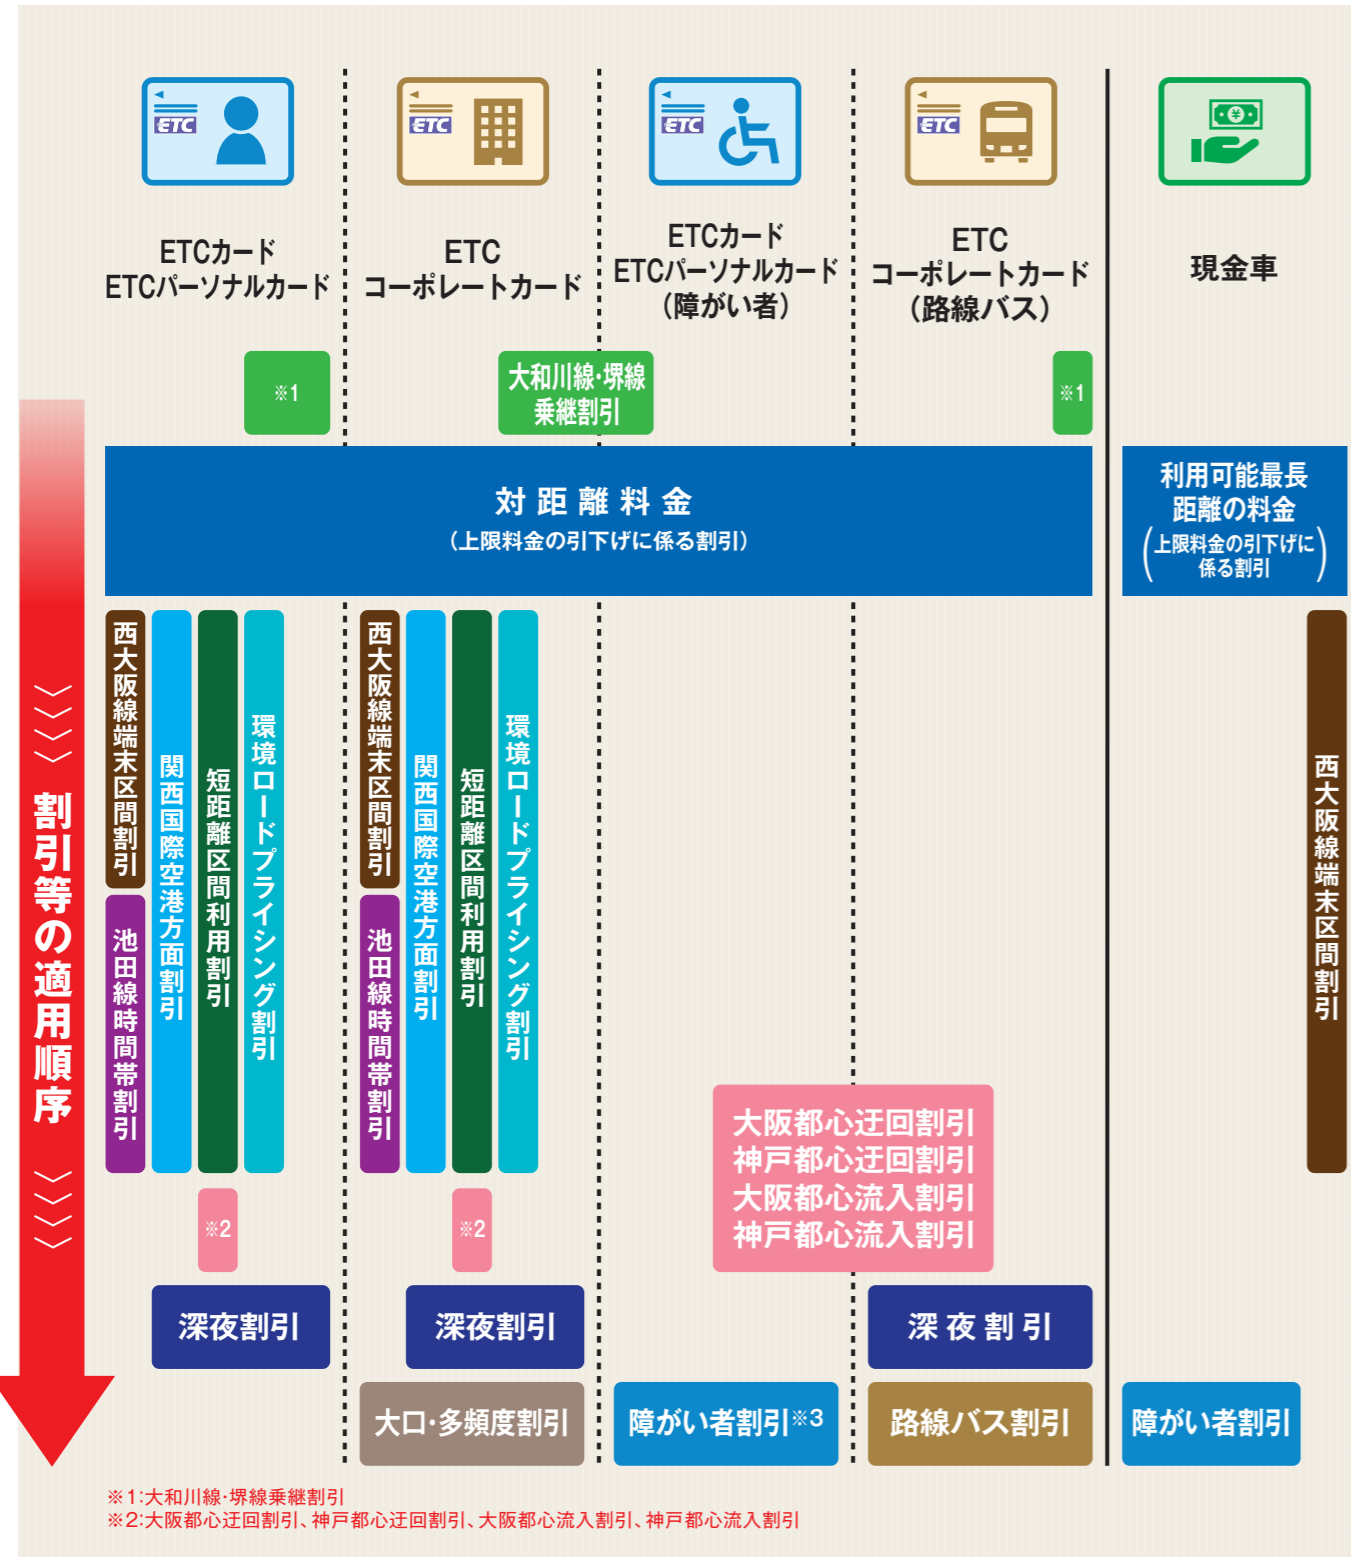 ETC
ETC
ETC
ETC
ETCカード
ETCパーソナルカード
ETC
コーポレートカード
ETCカード
ETCパーソナルカード
(障がい者)
ETC
コーポレートカード
(路線バス)
現金車
※1
大和川線・堺線
乗継割引
※1
対距離料金
(上限料金の引下げに係る割引)
利用可能最長
距離の料金
(上限料金の引下げに
係る割引)
割引等の適用順序
西大阪線端末区間割引
池田線時間帯割引
関西国際空港方面割引
短距離区間利用割引
環境ロードプライシング割引
西大阪線端末区間割引
池田線時間帯割引
関西国際空港方面割引
短距離区間利用割引
環境ロードプライシング割引
西大阪線端末区間割引
※2
※2
大阪都心迂回割引
神戸都心迂回割引
大阪都心流入割引
神戸都心流入割引
深夜割引
深夜割引
深夜割引
大口・多頻度割引
障がい者割引※3
路線バス割引
障がい者割引
※1:大和川線・堺線乗継割引
※2:大阪都心迂回割引、神戸都心迂回割引、大阪都心流入割引、神戸都心流入割引